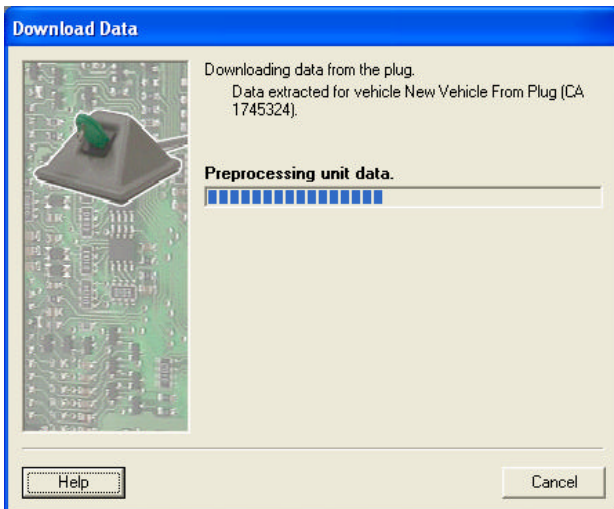 Download Data
Downloading data from the plug.
Data extracted for vehicle New Vehicle From Plug (CA
1745324).
Preprocessing unit data.
Help
Cancel